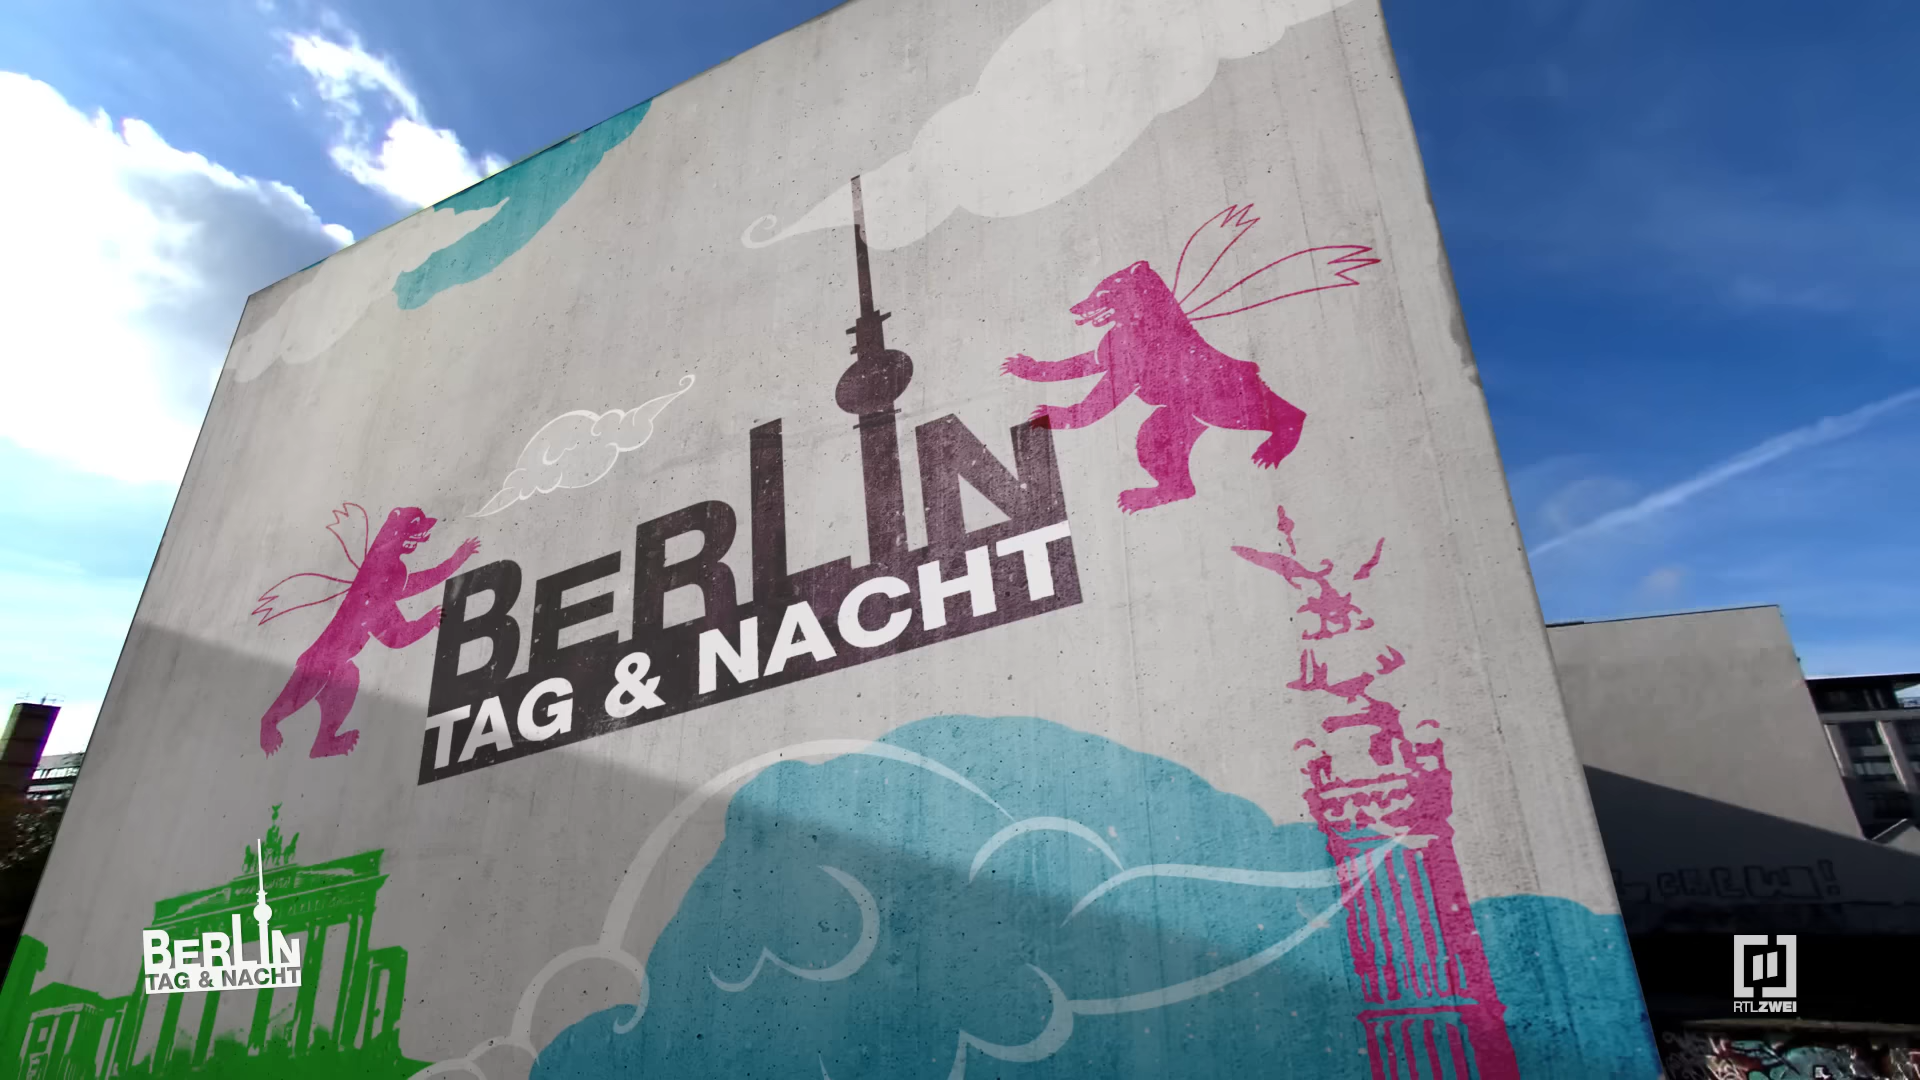 BERLIN
TAG & NACHT
BERLIN
TAG & NACHT
RTLZWEI